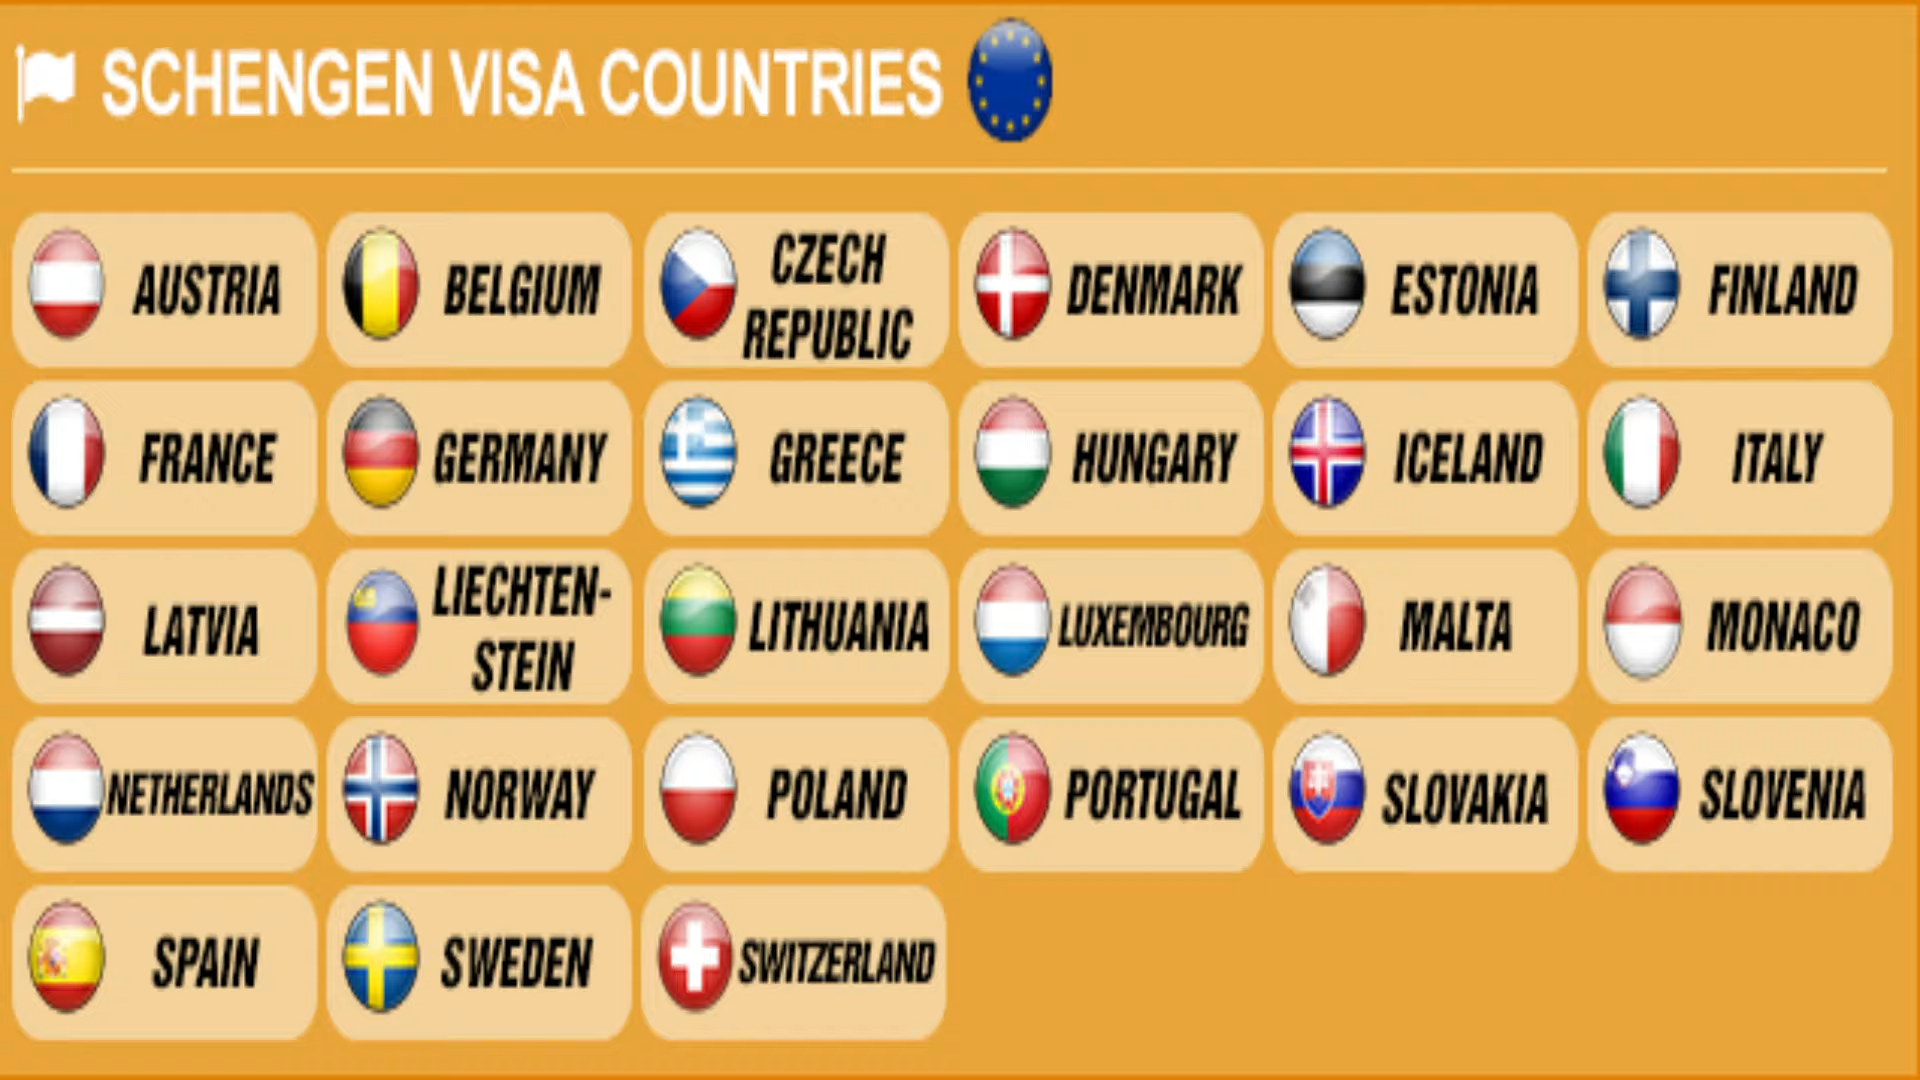 SCHENGEN VISA COUNTRIES
AUSTRIA
BELGIUM
CZECH
REPUBLIC
DENMARK
ESTONIA
FINLAND
FRANCE
GERMANY
GREECE
HUNGARY
ICELAND
ITALY
LATVIA
LIECHTEN-
STEIN
LITHUANIA
LUXEMBOURG
MALTA
MONACO
NETHERLANDS
NORWAY
POLAND
PORTUGAL
SLOVAKIA
SLOVENIA
SPAIN
SWEDEN
SWITZERLAND